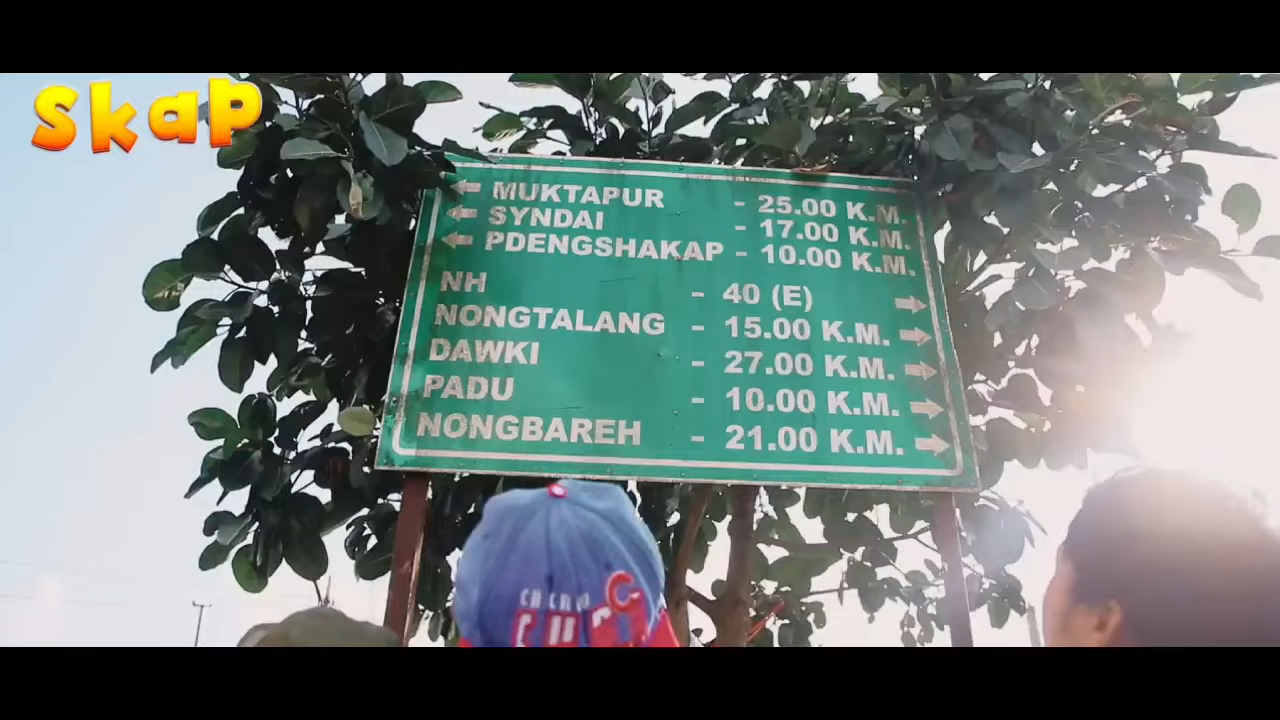 Skap
← MUKTAPUR - 25.00 K.M.
← SYNDAI - 17.00 K.M.
← PDENGSHAKAP - 10.00 K.M.
NH - 40 (E) →
NONGTALANG - 15.00 K.M. →
DAWKI - 27.00 K.M. →
PADU - 10.00 K.M. →
NONGBAREH - 21.00 K.M. →